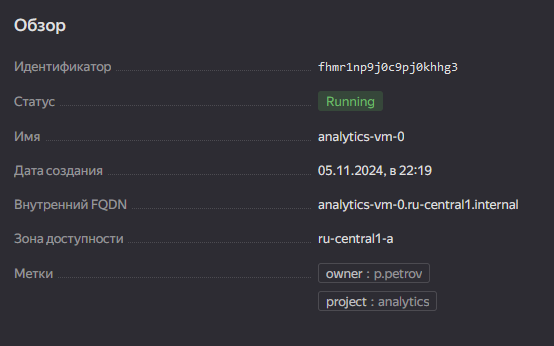 Обзор
Идентификатор fhmr1np9j0c9pj0khhg3
Статус Running
Имя analytics-vm-0
Дата создания 05.11.2024, в 22:19
Внутренний FQDN analytics-vm-0.ru-central1.internal
Зона доступности ru-central1-a
Метки owner : p.petrov
project : analytics